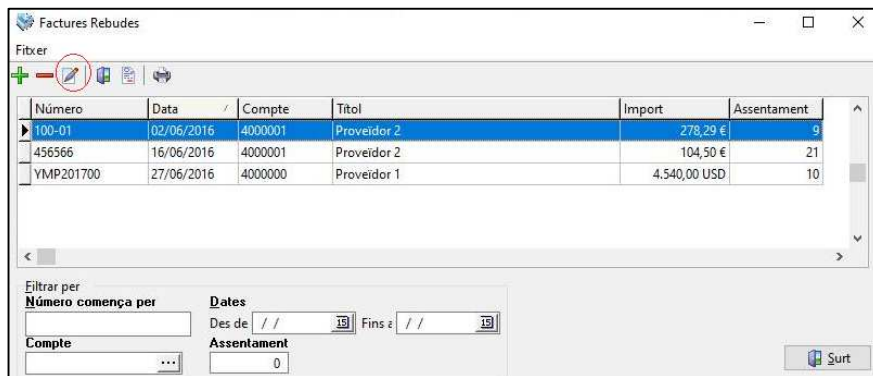 Factures Rebudes
Fitxer
Número Data / Compte Títol Import Assentament
100-01 02/06/2016 4000001 Proveïdor 2 278,29 € 9
456566 16/06/2016 4000001 Proveïdor 2 104,50 € 21
YMP201700 27/06/2016 4000000 Proveïdor 1 4.540,00 USD 10
Filtrar per
Número comença per Dates
Des de / / 15 Fins a / / 15
Compte Assentament
... 0
Surt